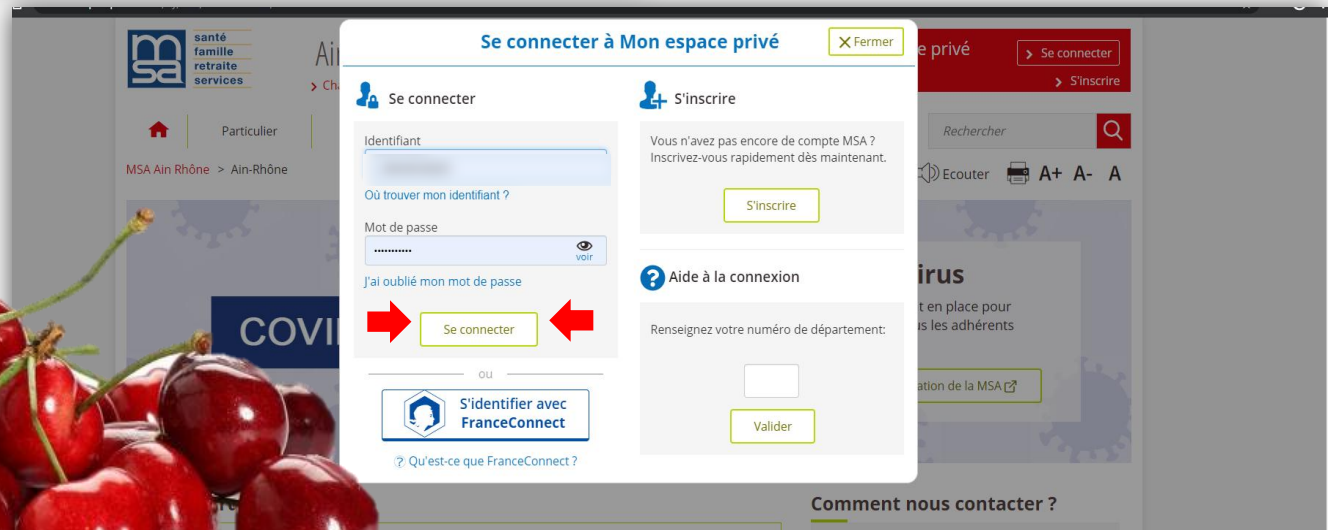 santé
famille
retraite
services
msa
Se connecter à Mon espace privé
Fermer
e privé
Se connecter
S'inscrire
Se connecter
Identifiant
Où trouver mon identifiant ?
Mot de passe
•••••••••••
voir
J'ai oublié mon mot de passe
Se connecter
ou
S'identifier avec
FranceConnect
? Qu'est-ce que FranceConnect ?
S'inscrire
Vous n'avez pas encore de compte MSA ?
Inscrivez-vous rapidement dès maintenant.
S'inscrire
? Aide à la connexion
Renseignez votre numéro de département:
Valider
Particulier
Rechercher
MSA Ain Rhône > Ain-Rhône
Ecouter A+ A- A
COVI
irus
t en place pour
us les adhérents
ation de la MSA
Comment nous contacter ?